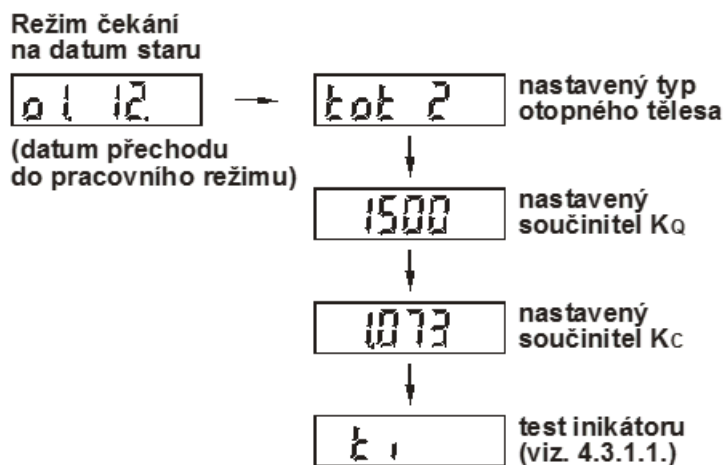 Režim čekání
na datum staru
o1. 12.
(datum přechodu
do pracovního režimu)
tot 2
nastavený typ
otopného tělesa
1500
nastavený
součinitel KQ
1.073
nastavený
součinitel KC
t1
test inikátoru
(viz. 4.3.1.1.)